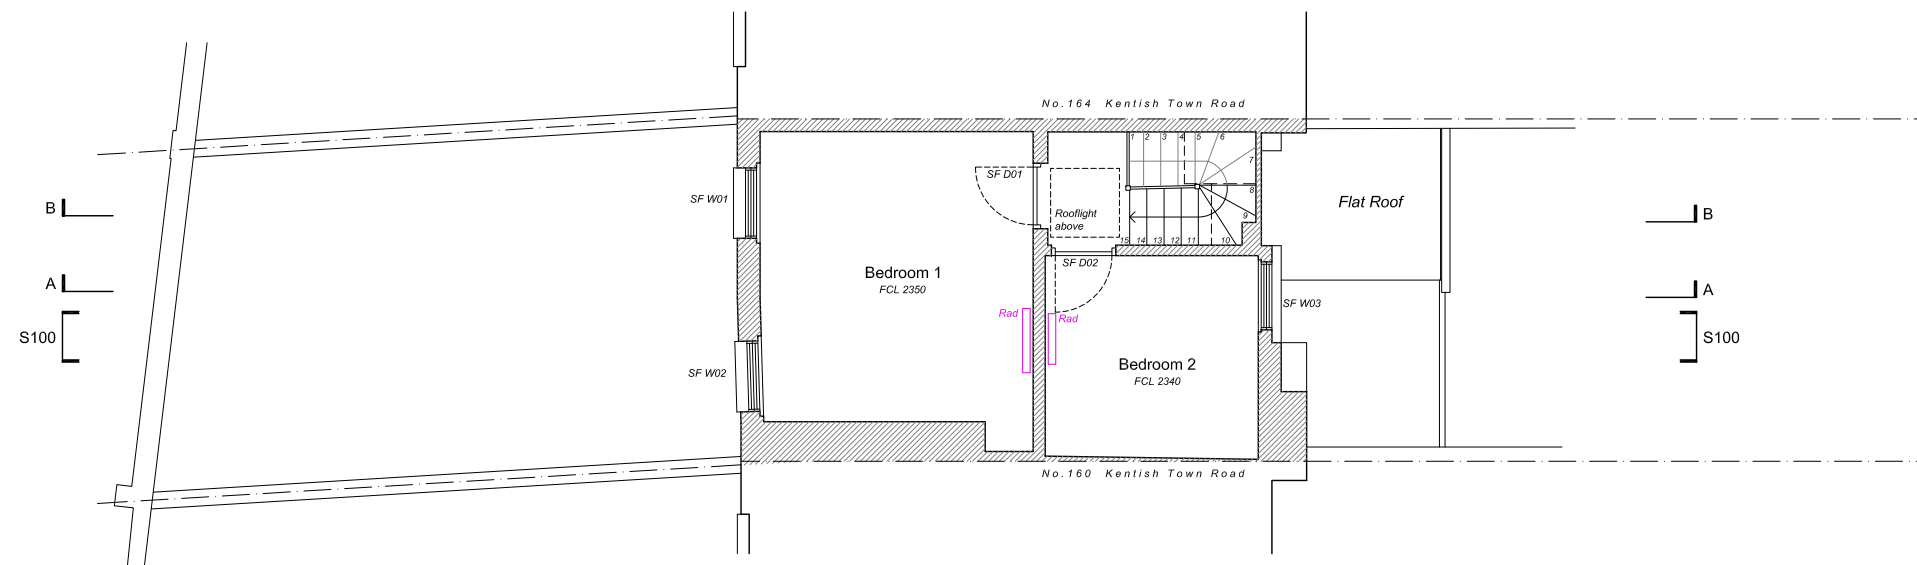 No.164 Kentish Town Road
1 2 3 4 5 6
7
8
9
10
15 14 13 12 11
SF D01
Rooflight
above
SF D02
SF W01
SF W02
SF W03
Bedroom 1
FCL 2350
Rad
Rad
Bedroom 2
FCL 2340
Flat Roof
No.160 Kentish Town Road
B
A
S100
B
A
S100